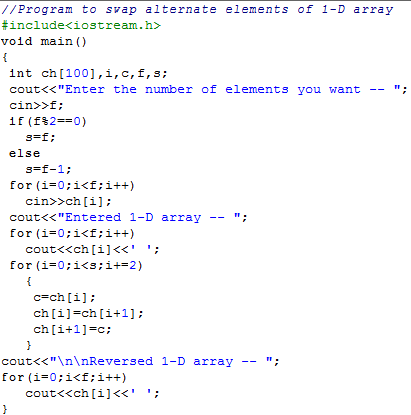 //Program to swap alternate elements of 1-D array
#include<iostream.h>
void main()
{
int ch[100],i,c,f,s;
cout<<"Enter the number of elements you want -- ";
cin>>f;
if(f%2==0)
s=f;
else
s=f-1;
for(i=0;i<f;i++)
cin>>ch[i];
cout<<"Entered 1-D array -- ";
for(i=0;i<f;i++)
cout<<ch[i]<<' ';
for(i=0;i<s;i+=2)
{
c=ch[i];
ch[i]=ch[i+1];
ch[i+1]=c;
}
cout<<"\n\nReversed 1-D array -- ";
for(i=0;i<f;i++)
cout<<ch[i]<<' ';
}